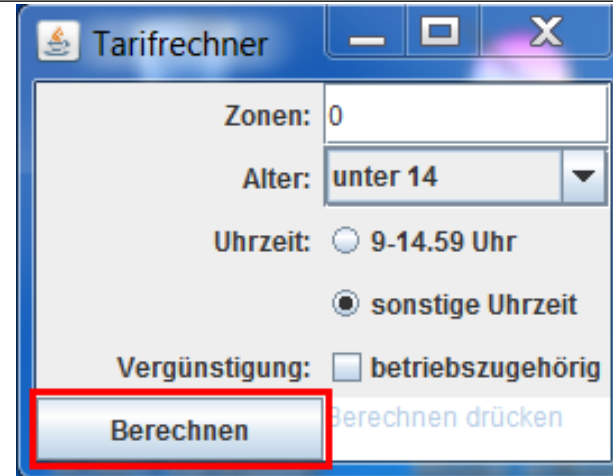 Tarifrechner
Zonen: 0
Alter: unter 14
Uhrzeit: 9-14.59 Uhr
sonstige Uhrzeit
Vergünstigung: betriebszugehörig
Berechnen Berechnen drücken